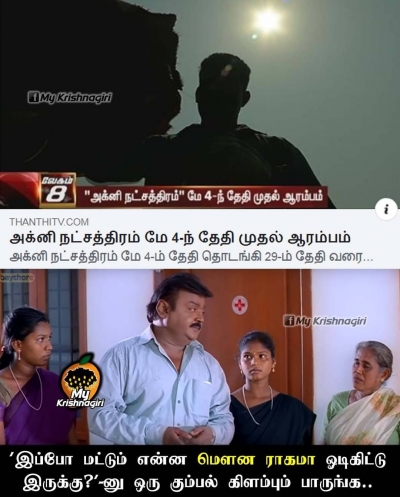 My Krishnagiri
வேகம்
8
"அக்னி நட்சத்திரம்" மே 4-ந் தேதி முதல் ஆரம்பம்
THANTHITV.COM
அக்னி நட்சத்திரம் மே 4-ந் தேதி முதல் ஆரம்பம்
அக்னி நட்சத்திரம் மே 4-ம் தேதி தொடங்கி 29-ம் தேதி வரை...
bayshore
My Krishnagiri
My
Krishnagiri
'இப்போ மட்டும் என்ன மௌன ராகமா ஓடிகிட்டு
இருக்கு?'-னு ஒரு கும்பல் கிளம்பும் பாருங்க..